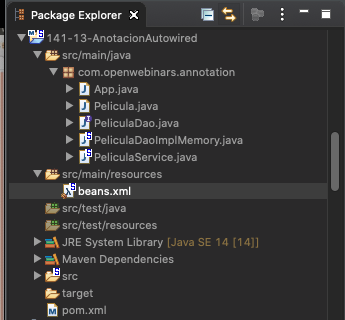 Package Explorer
141-13-AnotacionAutowired
src/main/java
com.openwebinars.annotation
App.java
Pelicula.java
PeliculaDao.java
PeliculaDaoImplMemory.java
PeliculaService.java
src/main/resources
beans.xml
src/test/java
src/test/resources
JRE System Library [Java SE 14 [14]]
Maven Dependencies
src
target
pom.xml